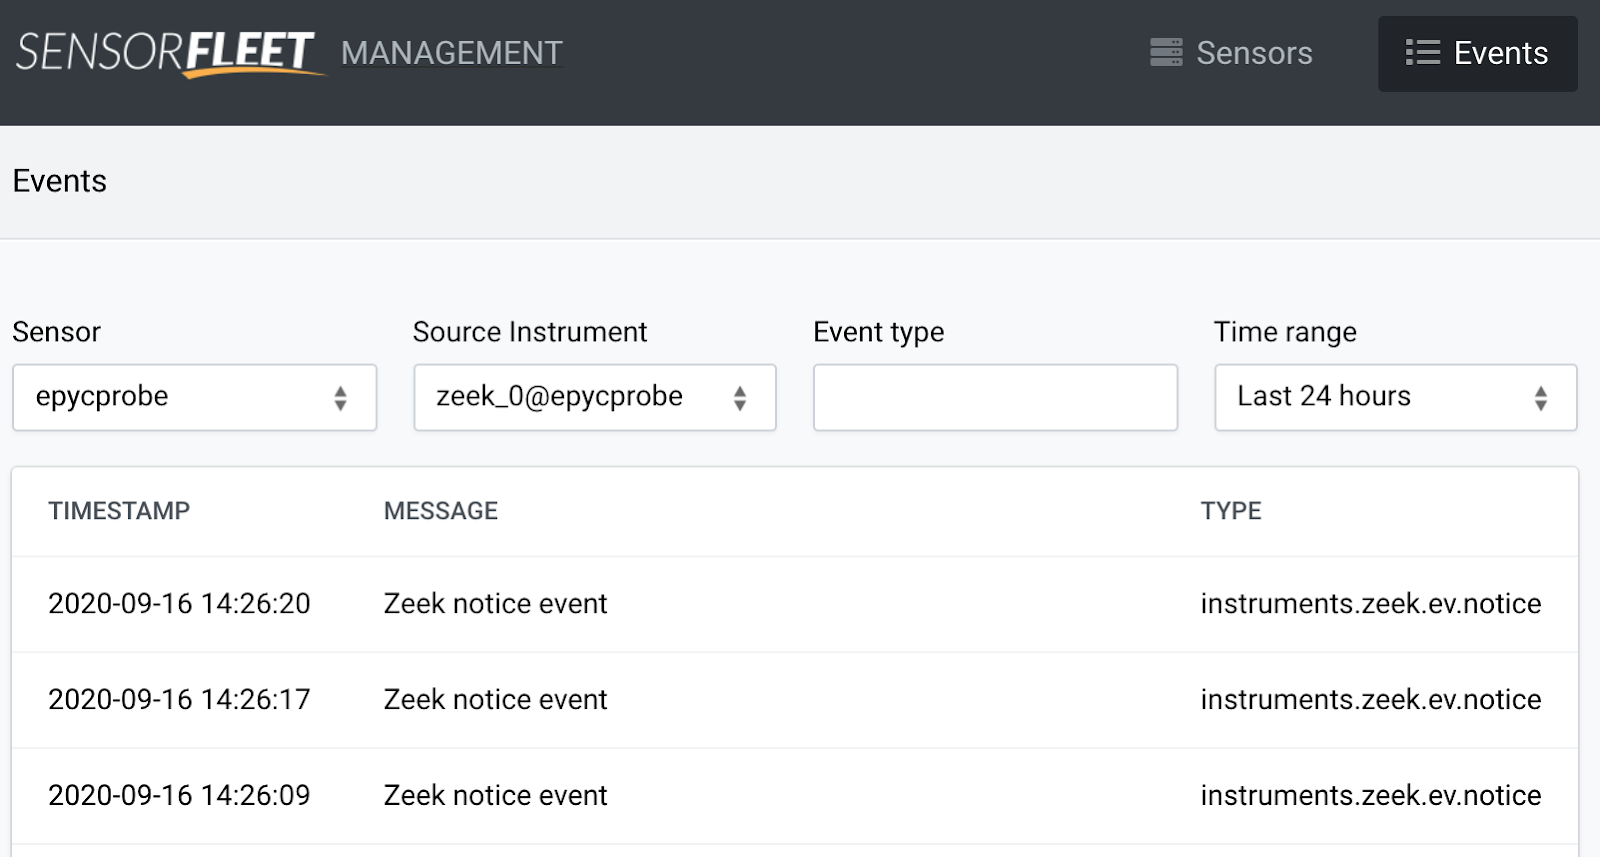 SENSORFLEET MANAGEMENT Sensors Events
Events
Sensor Source Instrument Event type Time range
epycprobe zeek_0@epycprobe Last 24 hours
TIMESTAMP MESSAGE TYPE
2020-09-16 14:26:20 Zeek notice event instruments.zeek.ev.notice
2020-09-16 14:26:17 Zeek notice event instruments.zeek.ev.notice
2020-09-16 14:26:09 Zeek notice event instruments.zeek.ev.notice